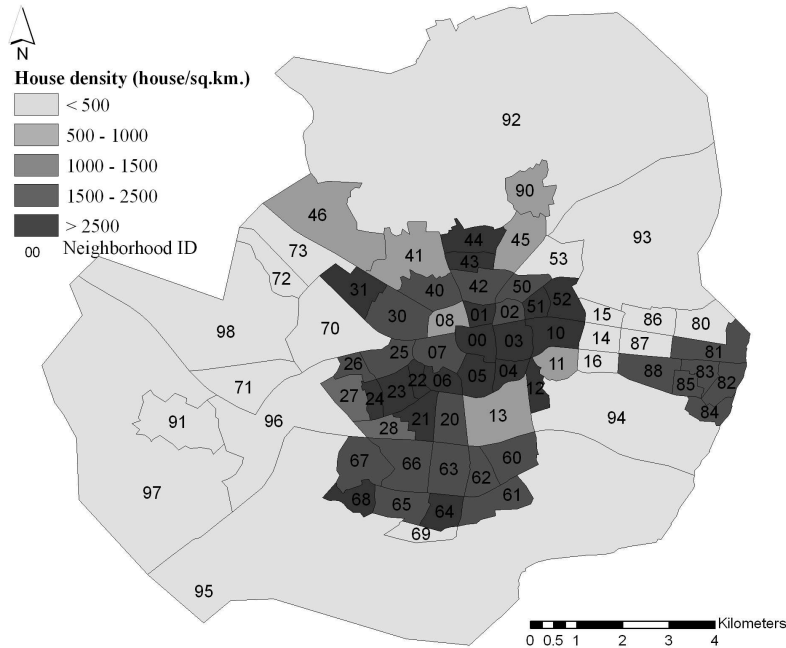 N
House density (house/sq.km.)
< 500
500 - 1000
1000 - 1500
1500 - 2500
> 2500
00 Neighborhood ID
92
90
46
93
44 45
41
43
73
53
72
31 40 42 50
52
51
30 08 01 02
15 86 80
98 70
00 03 10
14 87
25 07
81
26
11 16
88 83
71
22 06 05 04
85 82
27 24 23
12
84
91 96
21 20 13
94
28
60
67 66 63 62
97
68 65 64 61
69
95
Kilometers
0 0.5 1 2 3 4